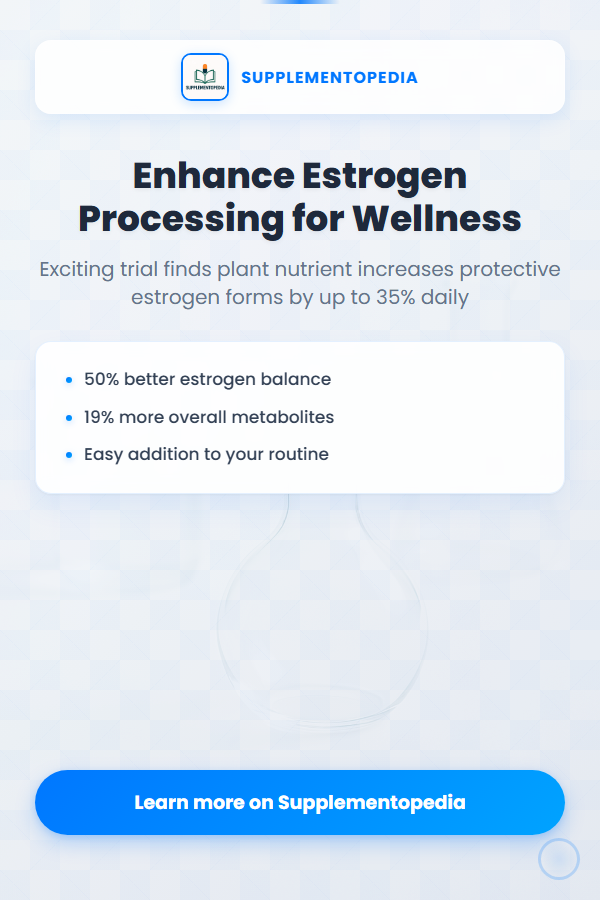 SUPPLEMENTOPEDIA
SUPPLEMENTOPEDIA
Enhance Estrogen
Processing for Wellness
Exciting trial finds plant nutrient increases protective
estrogen forms by up to 35% daily
50% better estrogen balance
19% more overall metabolites
Easy addition to your routine
Learn more on Supplementopedia